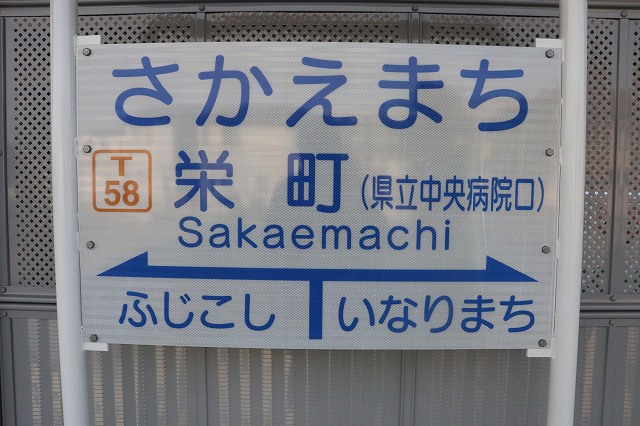 さかえまち
T
58
栄町(県立中央病院口)
Sakaemachi
ふじこし いなりまち